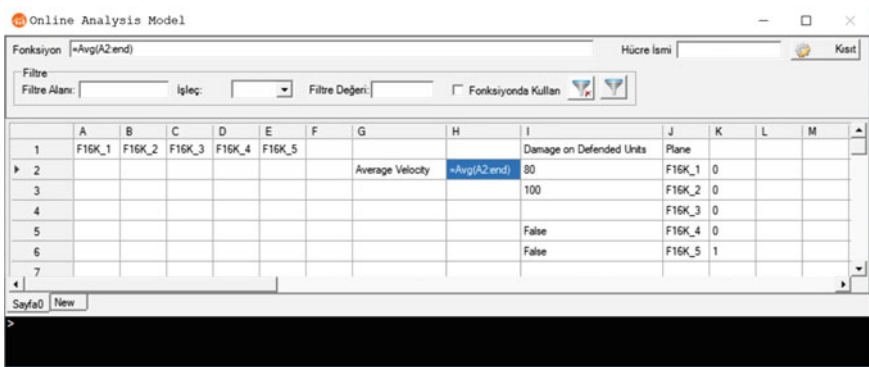 Online Analysis Model
Fonksiyon =Avg(A2:end) Hücre İsmi Kısıt
Filtre
Filtre Alanı: İşleç: Filtre Değeri: Fonksiyonda Kullan
A B C D E F G H I J K L M
1 F16K_1 F16K_2 F16K_3 F16K_4 F16K_5 Damage on Defended Units Plane
2 Average Velocity =Avg(A2:end) 80 F16K_1 0
3 100 F16K_2 0
4 F16K_3 0
5 False F16K_4 0
6 False F16K_5 1
7
Sayfa0 New
>